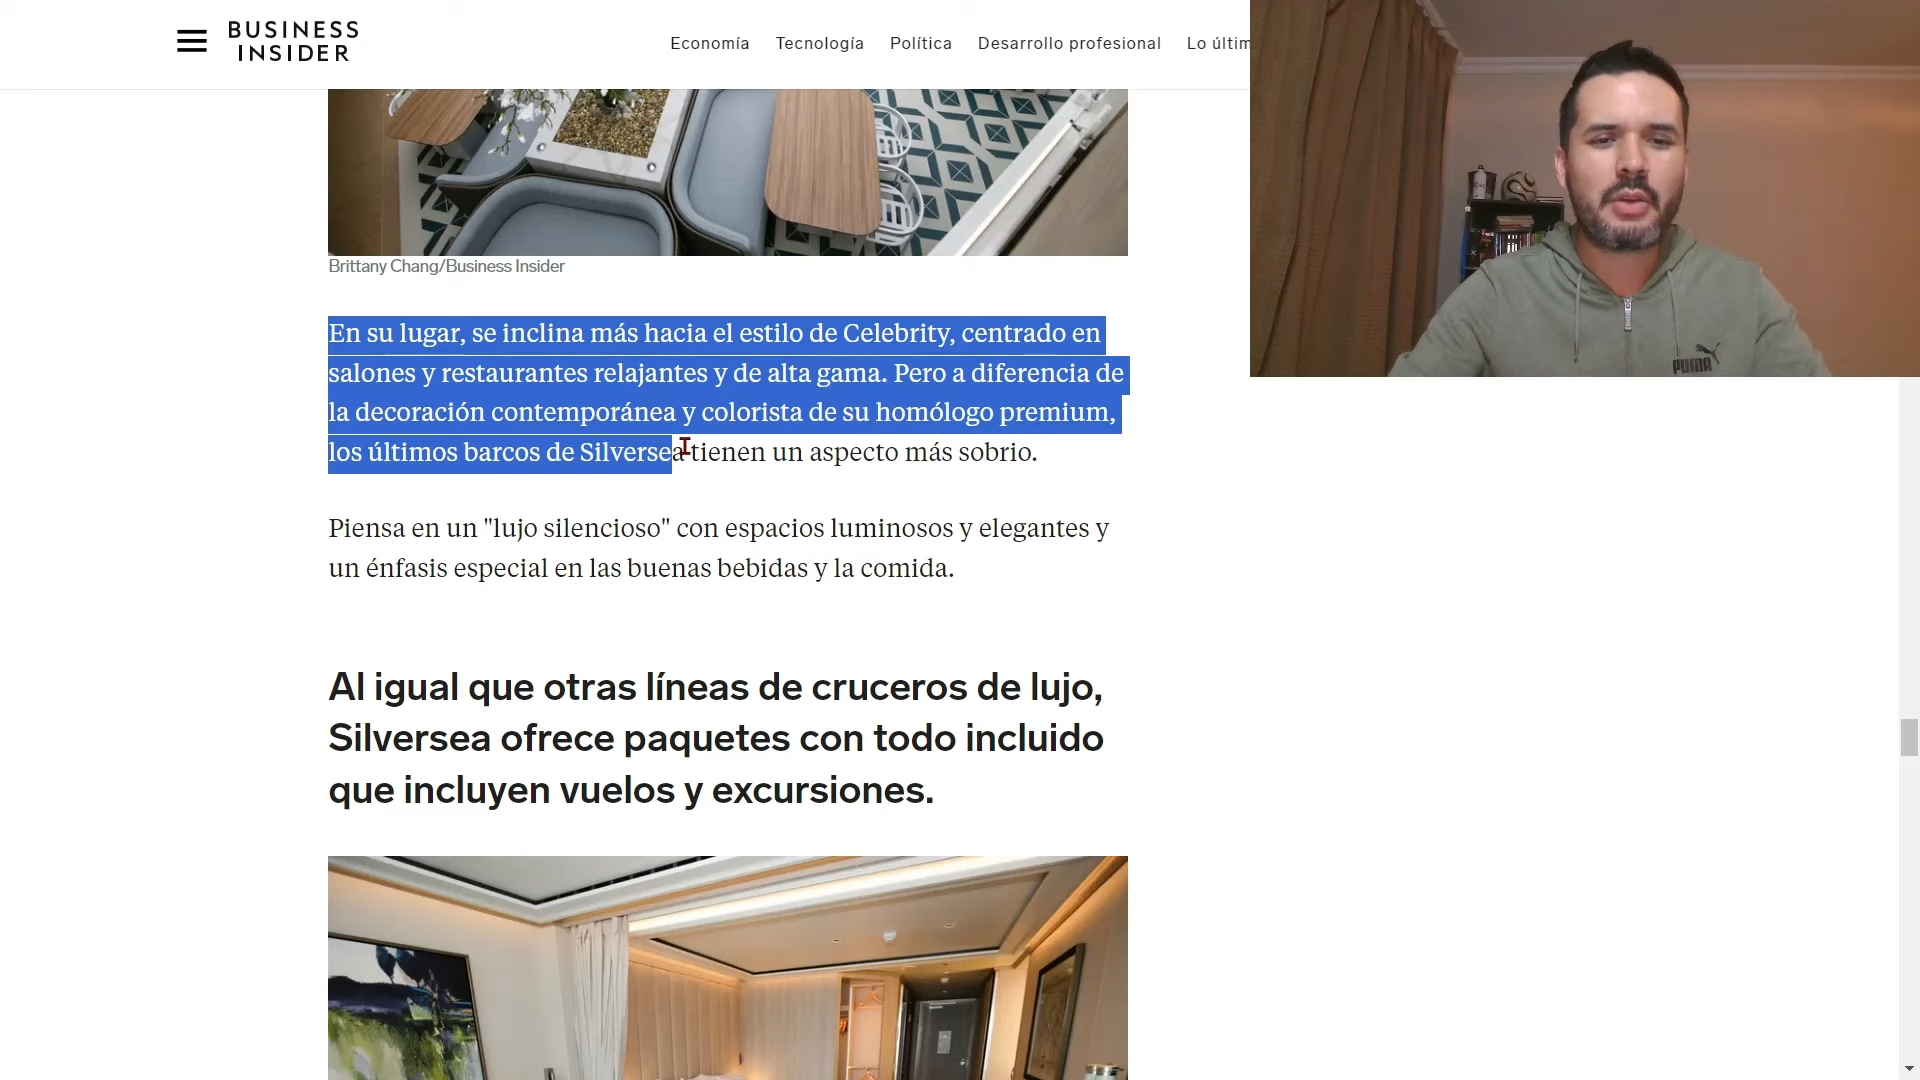 BUSINESS
INSIDER
Economía Tecnología Política Desarrollo profesional Lo últim
Brittany Chang/Business Insider
En su lugar, se inclina más hacia el estilo de Celebrity, centrado en
salones y restaurantes relajantes y de alta gama. Pero a diferencia de
la decoración contemporánea y colorista de su homólogo premium,
los últimos barcos de Silversea tienen un aspecto más sobrio.
Piensa en un "lujo silencioso" con espacios luminosos y elegantes y
un énfasis especial en las buenas bebidas y la comida.
Al igual que otras líneas de cruceros de lujo,
Silversea ofrece paquetes con todo incluido
que incluyen vuelos y excursiones.
PUMA